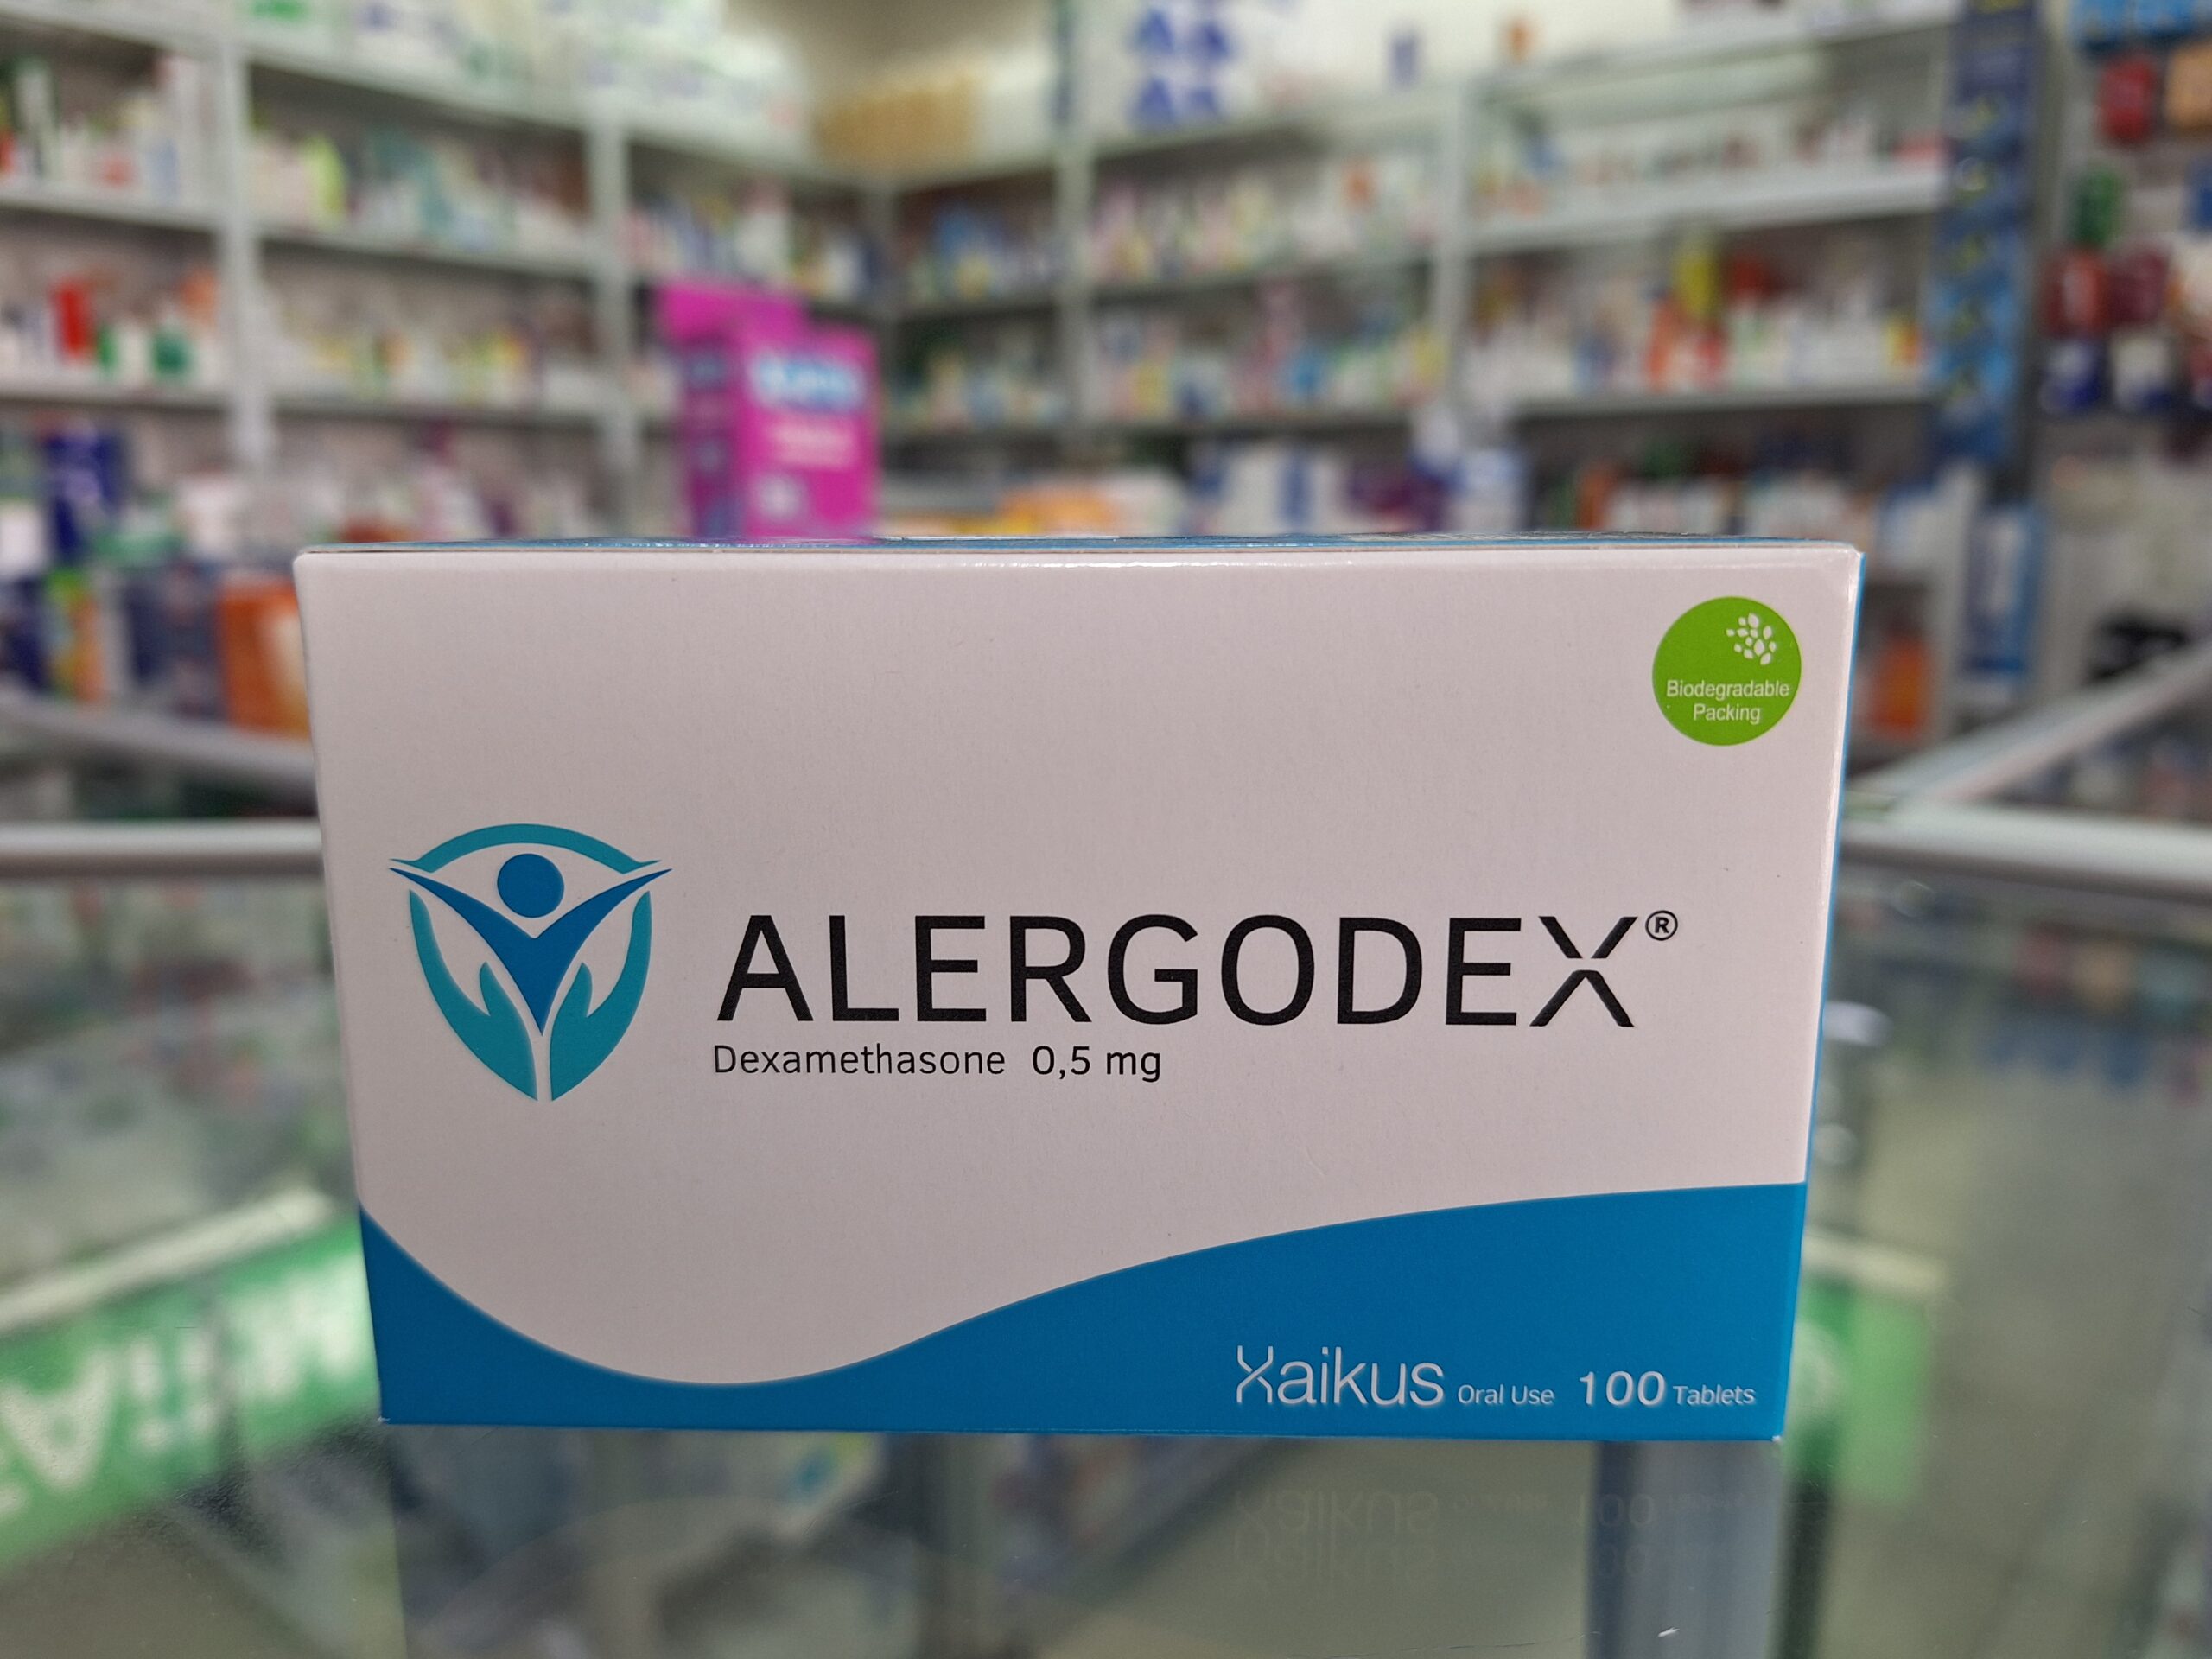 Biodegradable
Packing
ALERGODEX®
Dexamethasone 0,5 mg
Xaikus Oral Use 100 Tablets